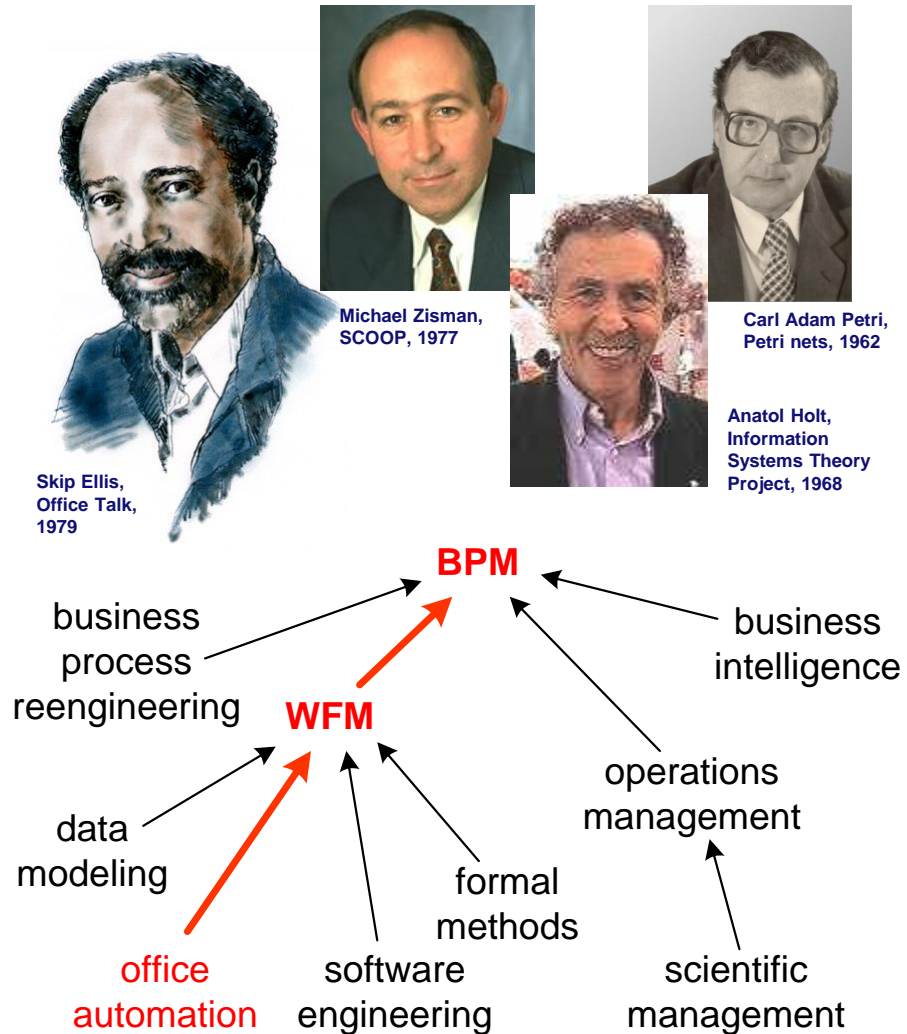 Michael Zisman,
SCOOP, 1977
Carl Adam Petri,
Petri nets, 1962
Anatol Holt,
Information
Systems Theory
Project, 1968
Skip Ellis,
Office Talk,
1979
BPM
business
process
reengineering
business
intelligence
WFM
operations
management
data
modeling
formal
methods
office
automation
software
engineering
scientific
management